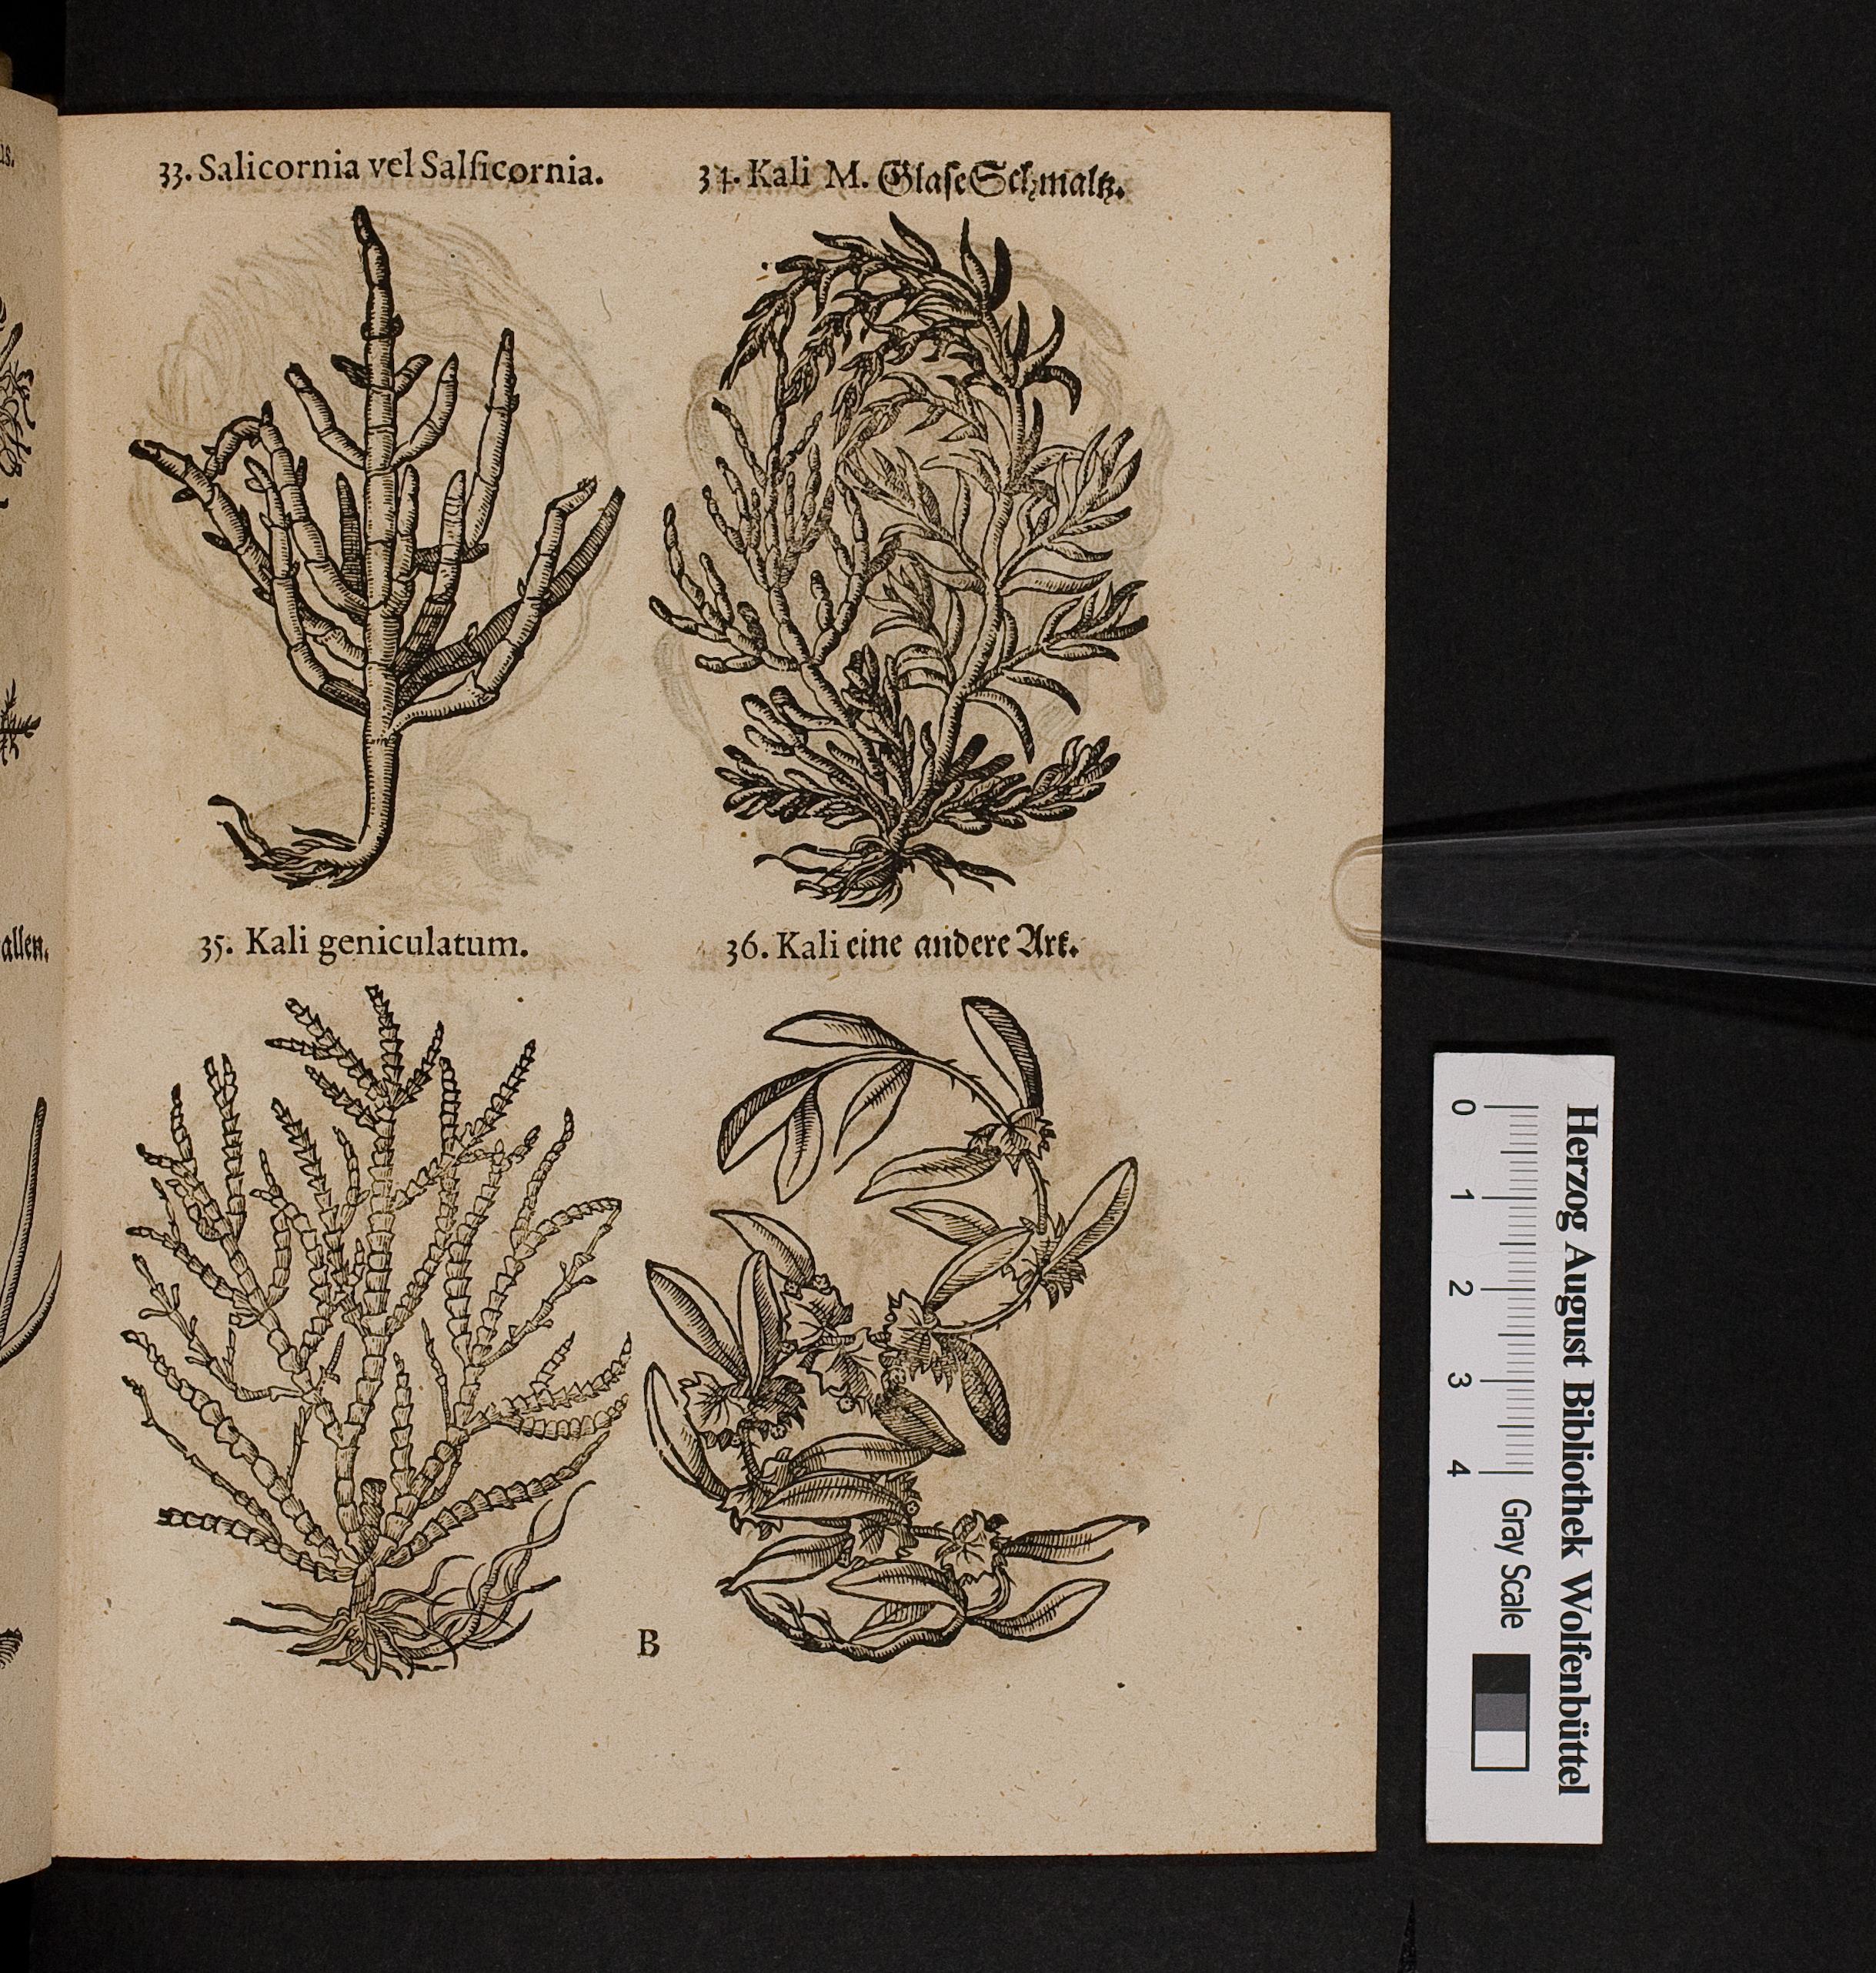 33. Salicornia vel Salſicornia.
34. Kali M. GlaſeSchmaltz.
35. Kali geniculatum.
36. Kali eine andere Art.
B
allen.
Herzog August Bibliothek Wolfenbüttel
0 1 2 3 4 Gray Scale